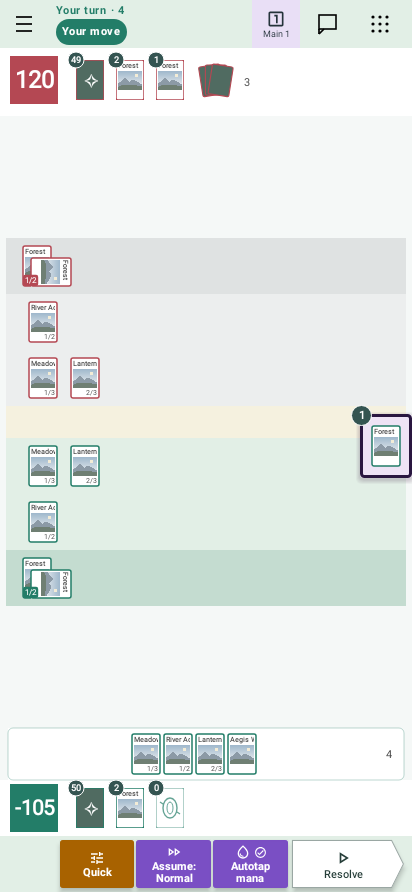 Your turn · 4
Your move
1
Main 1
120
49
2
Forest
1
Forest
3
Forest
Forest
1/2
River Ac
1/2
Meadow
1/3
Lantern
2/3
1
Forest
Meadow
1/3
Lantern
2/3
River Ac
1/2
Forest
Forest
1/2
Meadow
1/3
River Ac
1/2
Lantern
2/3
Aegis
4
-105
50
2
Forest
0
Quick
Assume:
Normal
Autotap
mana
Resolve